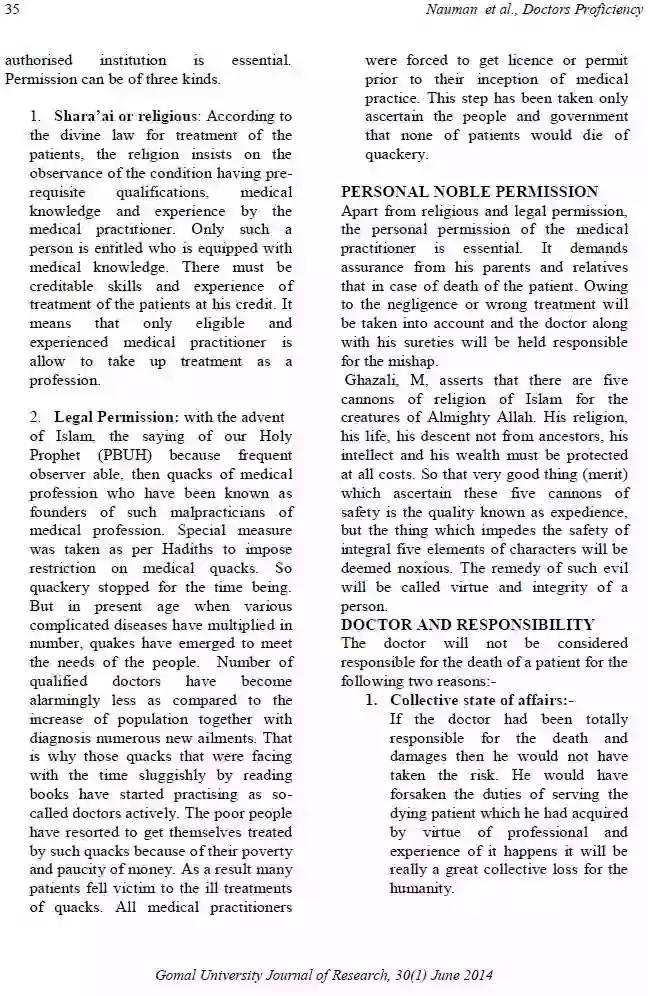 35
Nauman et al., Doctors Proficiency
authorised institution is essential.
Permission can be of three kinds.
1. Shara'ai or religious: According to
the divine law for treatment of the
patients, the religion insists on the
observance of the condition having pre-
requisite qualifications, medical
knowledge and experience by the
medical practitioner. Only such a
person is entitled who is equipped with
medical knowledge. There must be
creditable skills and experience of
treatment of the patients at his credit. It
means that only eligible and
experienced medical practitioner is
allow to take up treatment as a
profession.
2. Legal Permission: with the advent
of Islam, the saying of our Holy
Prophet (PBUH) because frequent
observer able, then quacks of medical
profession who have been known as
founders of such malpracticians of
medical profession. Special measure
was taken as per Hadiths to impose
restriction on medical quacks. So
quackery stopped for the time being.
But in present age when various
complicated diseases have multiplied in
number, quakes have emerged to meet
the needs of the people. Number of
qualified doctors have become
alarmingly less as compared to the
increase of population together with
diagnosis numerous new ailments. That
is why those quacks that were facing
with the time sluggishly by reading
books have started practising as so-
called doctors actively. The poor people
have resorted to get themselves treated
by such quacks because of their poverty
and paucity of money. As a result many
patients fell victim to the ill treatments
of quacks. All medical practitioners
were forced to get licence or permit
prior to their inception of medical
practice. This step has been taken only
ascertain the people and government
that none of patients would die of
quackery.
PERSONAL NOBLE PERMISSION
Apart from religious and legal permission,
the personal permission of the medical
practitioner is essential. It demands
assurance from his parents and relatives
that in case of death of the patient. Owing
to the negligence or wrong treatment will
be taken into account and the doctor along
with his sureties will be held responsible
for the mishap.
Ghazali, M, asserts that there are five
cannons of religion of Islam for the
creatures of Almighty Allah. His religion,
his life, his descent not from ancestors, his
intellect and his wealth must be protected
at all costs. So that very good thing (merit)
which ascertain these five cannons of
safety is the quality known as expedience,
but the thing which impedes the safety of
integral five elements of characters will be
deemed noxious. The remedy of such evil
will be called virtue and integrity of a
person.
DOCTOR AND RESPONSIBILITY
The doctor will not be considered
responsible for the death of a patient for the
following two reasons:-
1. Collective state of affairs:-
If the doctor had been totally
responsible for the death and
damages then he would not have
taken the risk. He would have
forsaken the duties of serving the
dying patient which he had acquired
by virtue of professional and
experience of it happens it will be
really a great collective loss for the
humanity.
Gomal University Journal of Research, 30(1) June 2014